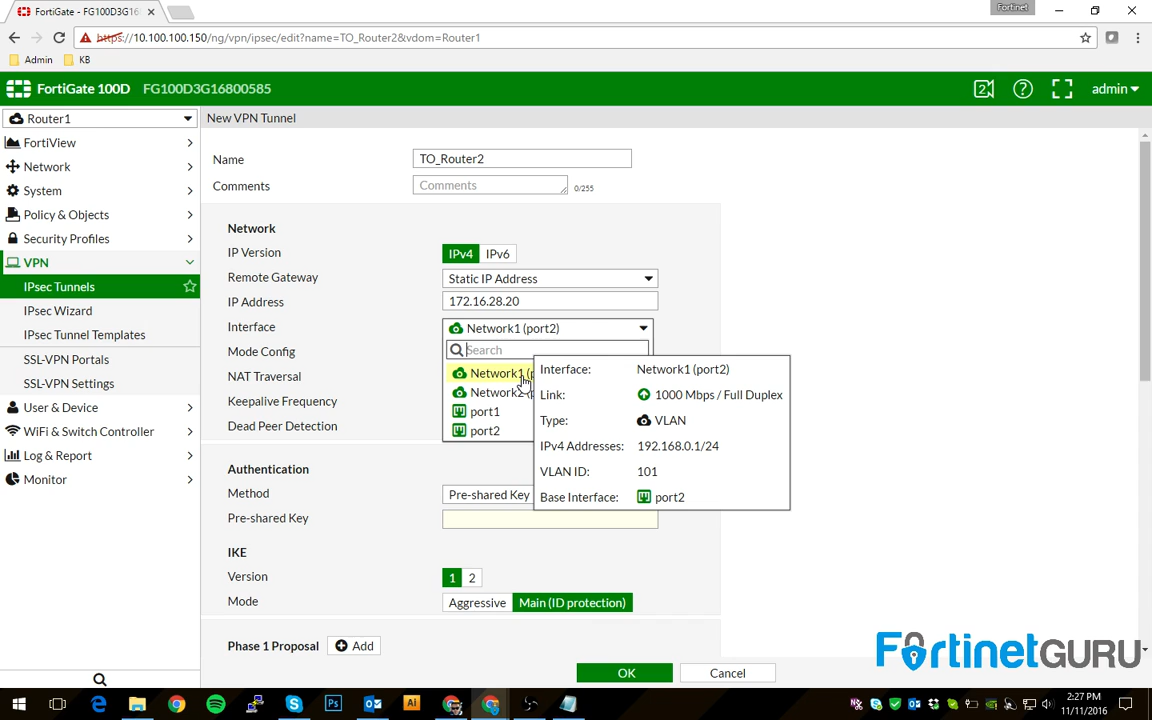 FortiGate - FG100D3G16
Fortinet
https://10.100.100.150/ng/vpn/ipsec/edit?name=TO_Router2&vdom=Router1
Admin KB
FortiGate 100D FG100D3G16800585
2 admin
Router1
New VPN Tunnel
FortiView
Network
System
Policy & Objects
Security Profiles
VPN
IPsec Tunnels
IPsec Wizard
IPsec Tunnel Templates
SSL-VPN Portals
SSL-VPN Settings
User & Device
WiFi & Switch Controller
Log & Report
Monitor
Name TO_Router2
Comments Comments 0/255
Network
IP Version IPv4 IPv6
Remote Gateway Static IP Address
IP Address 172.16.28.20
Interface Network1 (port2)
Mode Config Search
NAT Traversal Network1 (p
Keepalive Frequency Network2
port1
Dead Peer Detection port2
Interface: Network1 (port2)
Link: 1000 Mbps / Full Duplex
Type: VLAN
IPv4 Addresses: 192.168.0.1/24
VLAN ID: 101
Base Interface: port2
Authentication
Method Pre-shared Key
Pre-shared Key
IKE
Version 1 2
Mode Aggressive Main (ID protection)
Phase 1 Proposal Add
OK Cancel
FortinetGURU
2:27 PM
11/11/2016